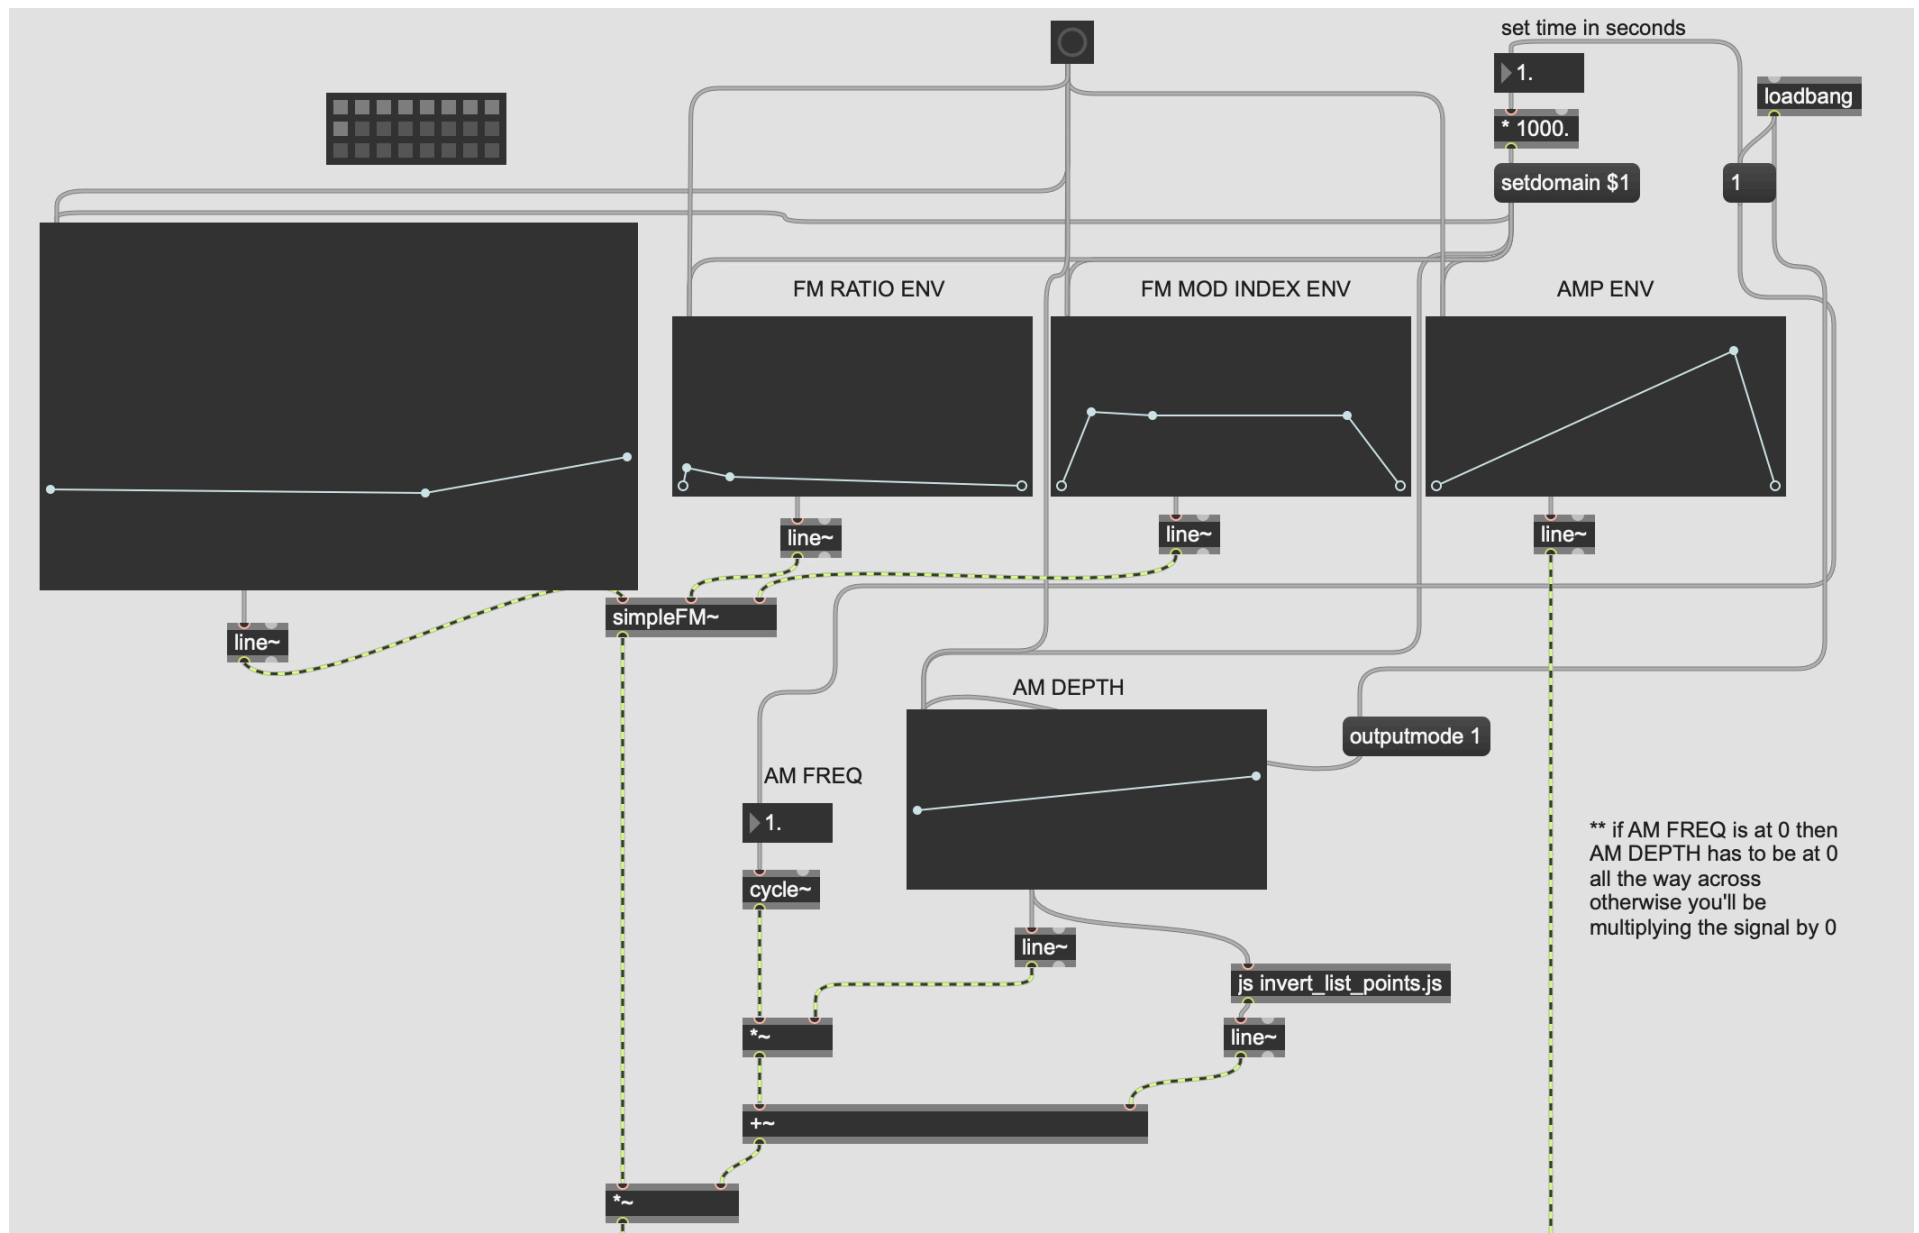 set time in seconds
1.
loadbang
* 1000.
setdomain $1
1
FM RATIO ENV
FM MOD INDEX ENV
AMP ENV
line~
line~
line~
simpleFM~
line~
AM DEPTH
outputmode 1
AM FREQ
1.
cycle~
** if AM FREQ is at 0 then
AM DEPTH has to be at 0
all the way across
otherwise you'll be
multiplying the signal by 0
line~
js invert_list_points.js
*~
line~
+~
*~